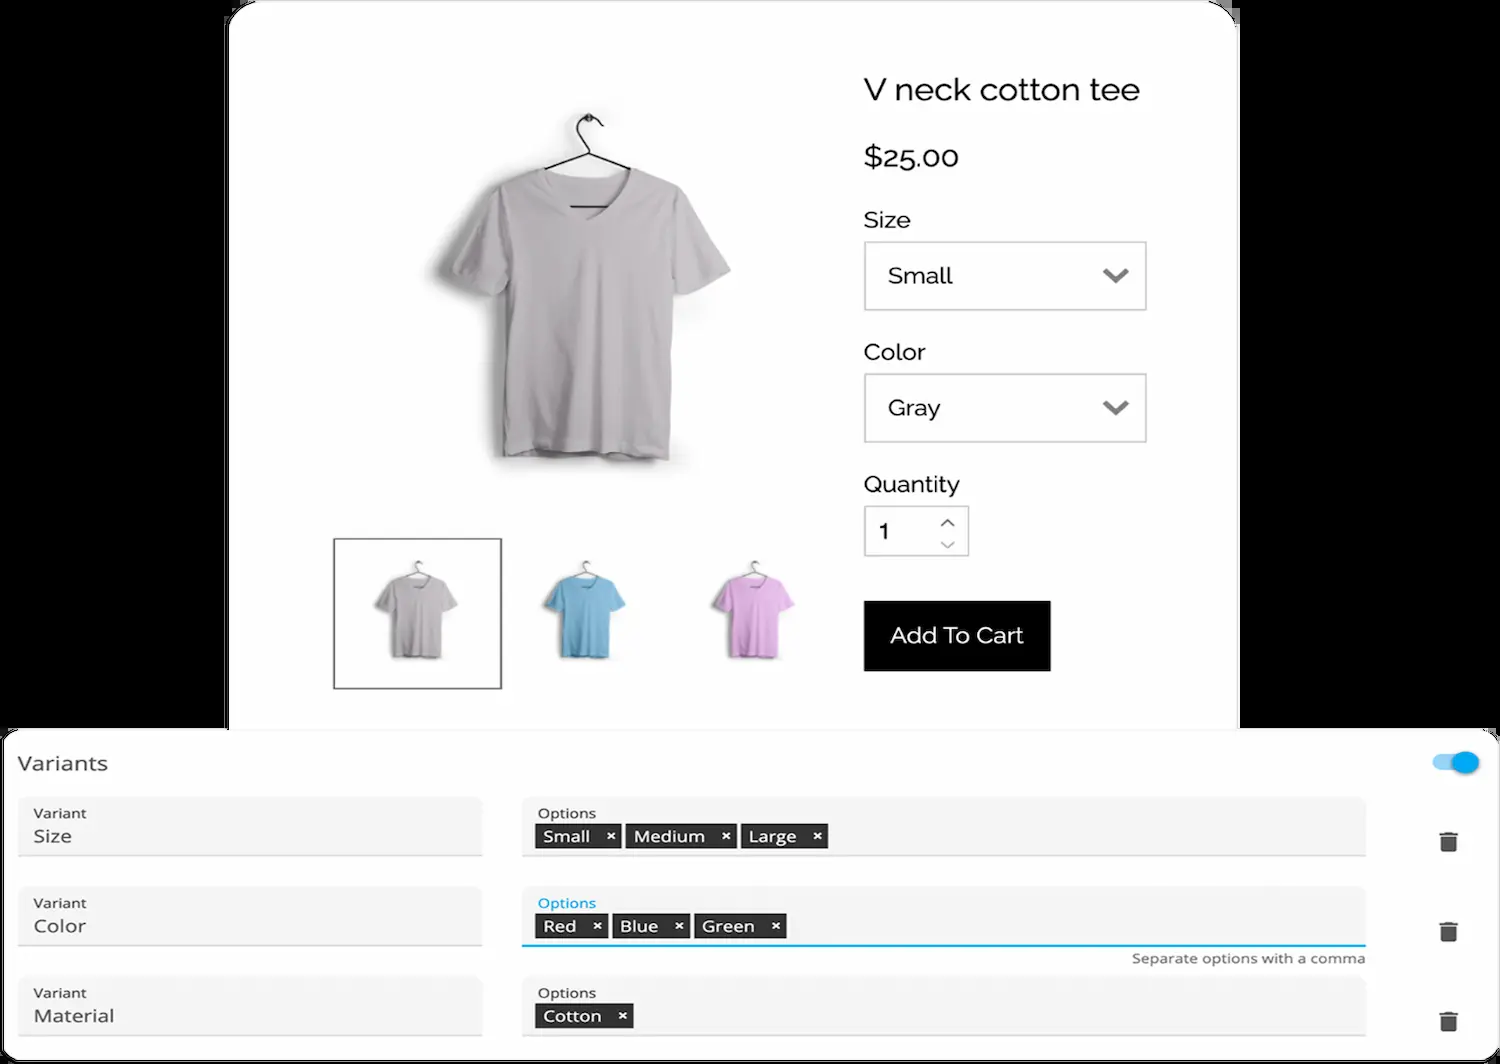 V neck cotton tee
$25.00
Size
Small
Color
Gray
Quantity
1
Add To Cart
Variants
Variant
Size
Options
Small × Medium × Large ×
Variant
Color
Options
Red × Blue × Green ×
Separate options with a comma
Variant
Material
Options
Cotton ×